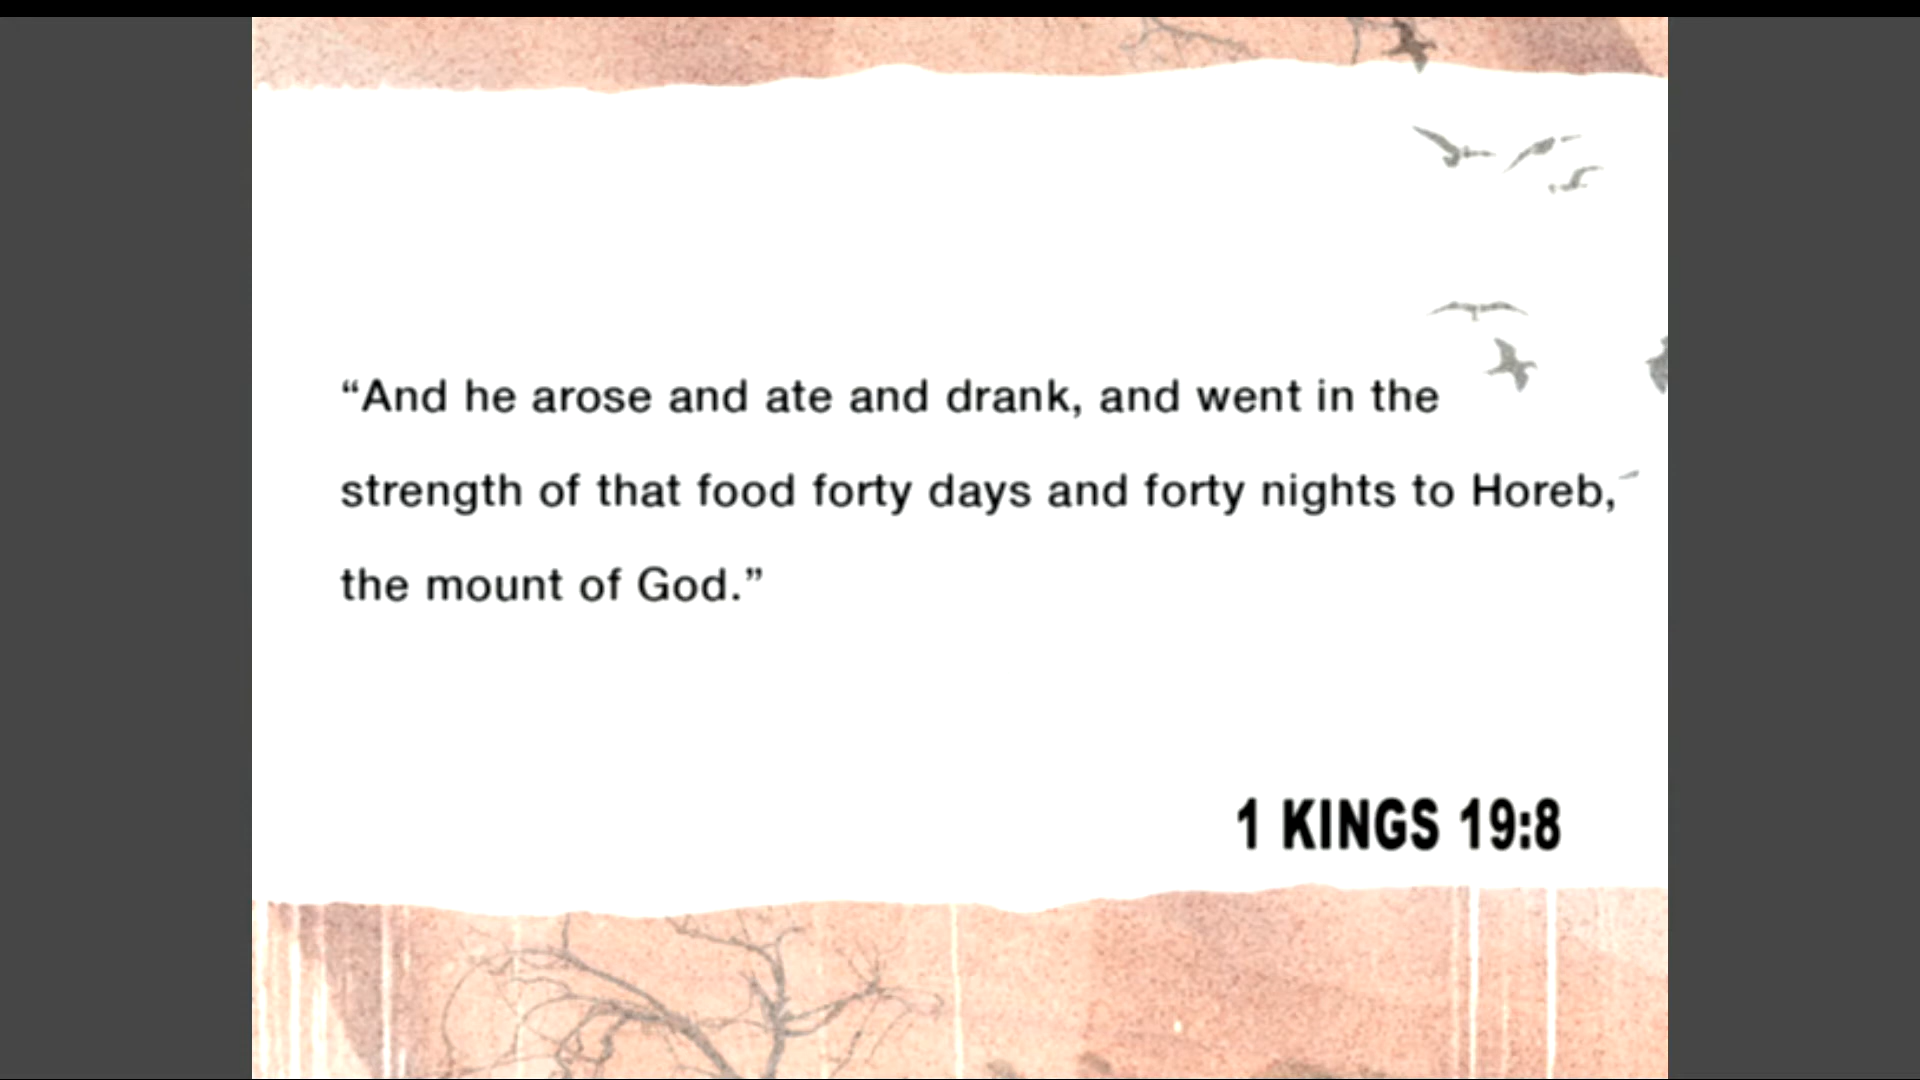 “And he arose and ate and drank, and went in the
strength of that food forty days and forty nights to Horeb,
the mount of God.”
1 KINGS 19:8